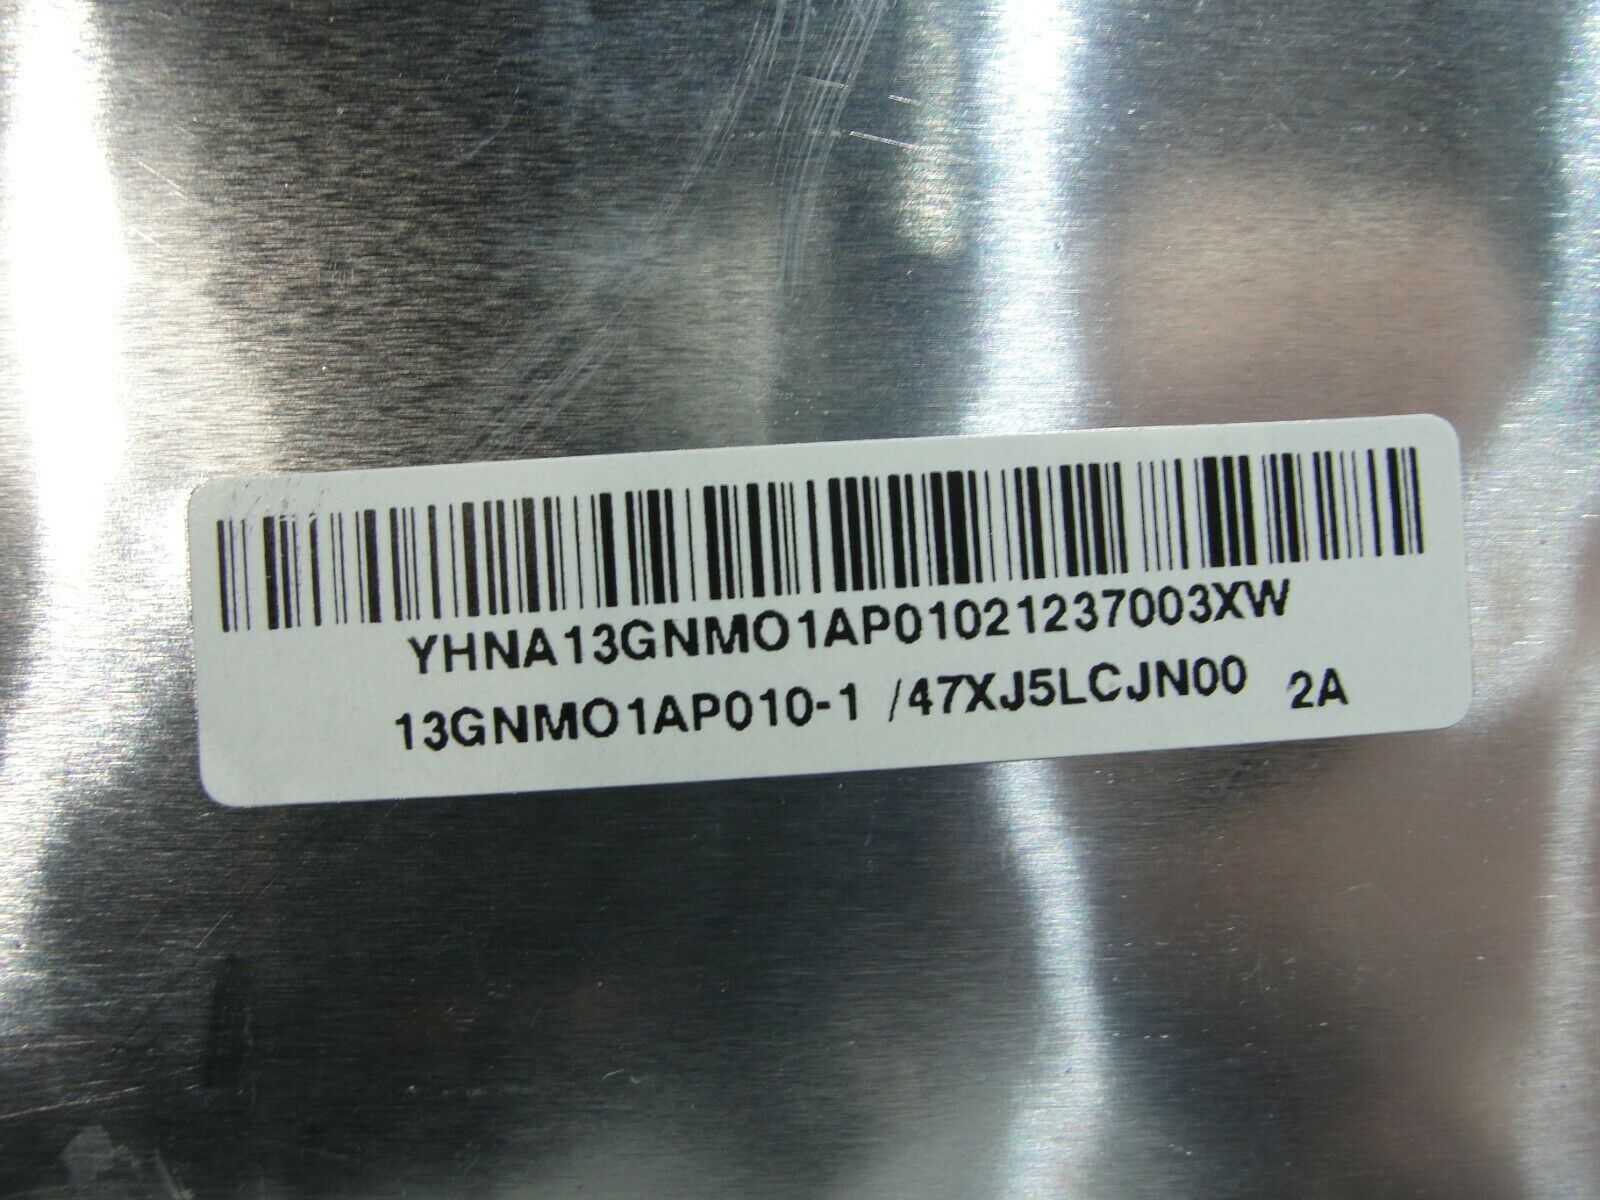 YHNA13GNMO1AP01021237003XW
13GNMO1AP010-1 /47XJ5LCJN00 2A